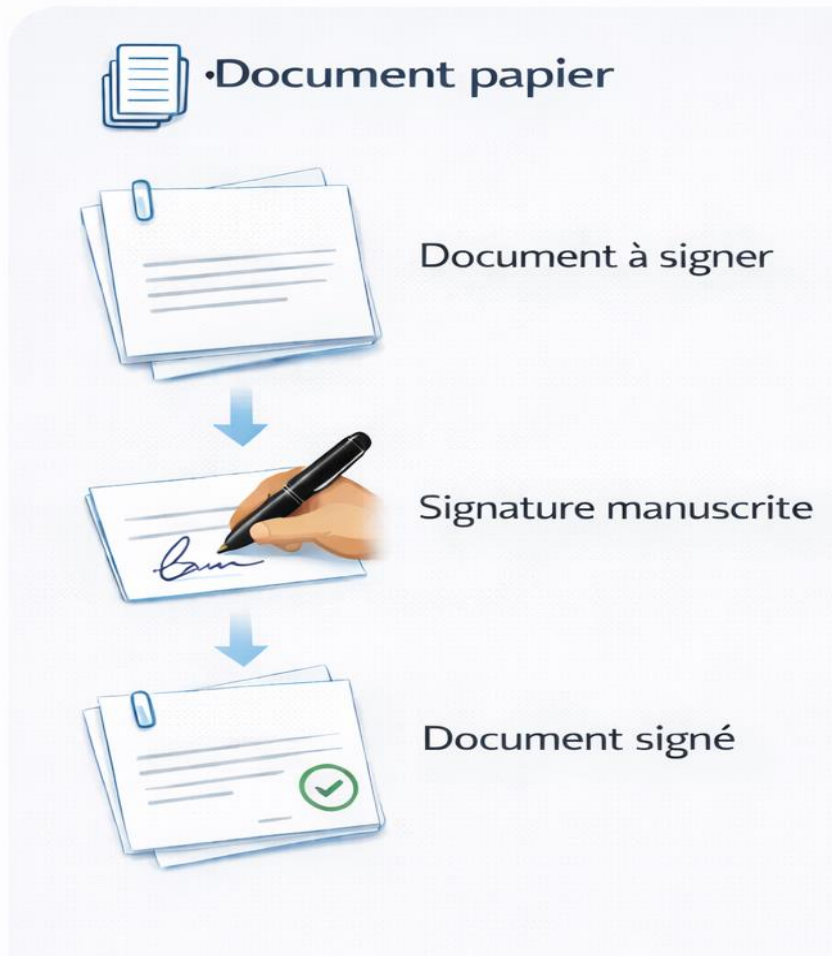 •Document papier
Document à signer
Signature manuscrite
Document signé